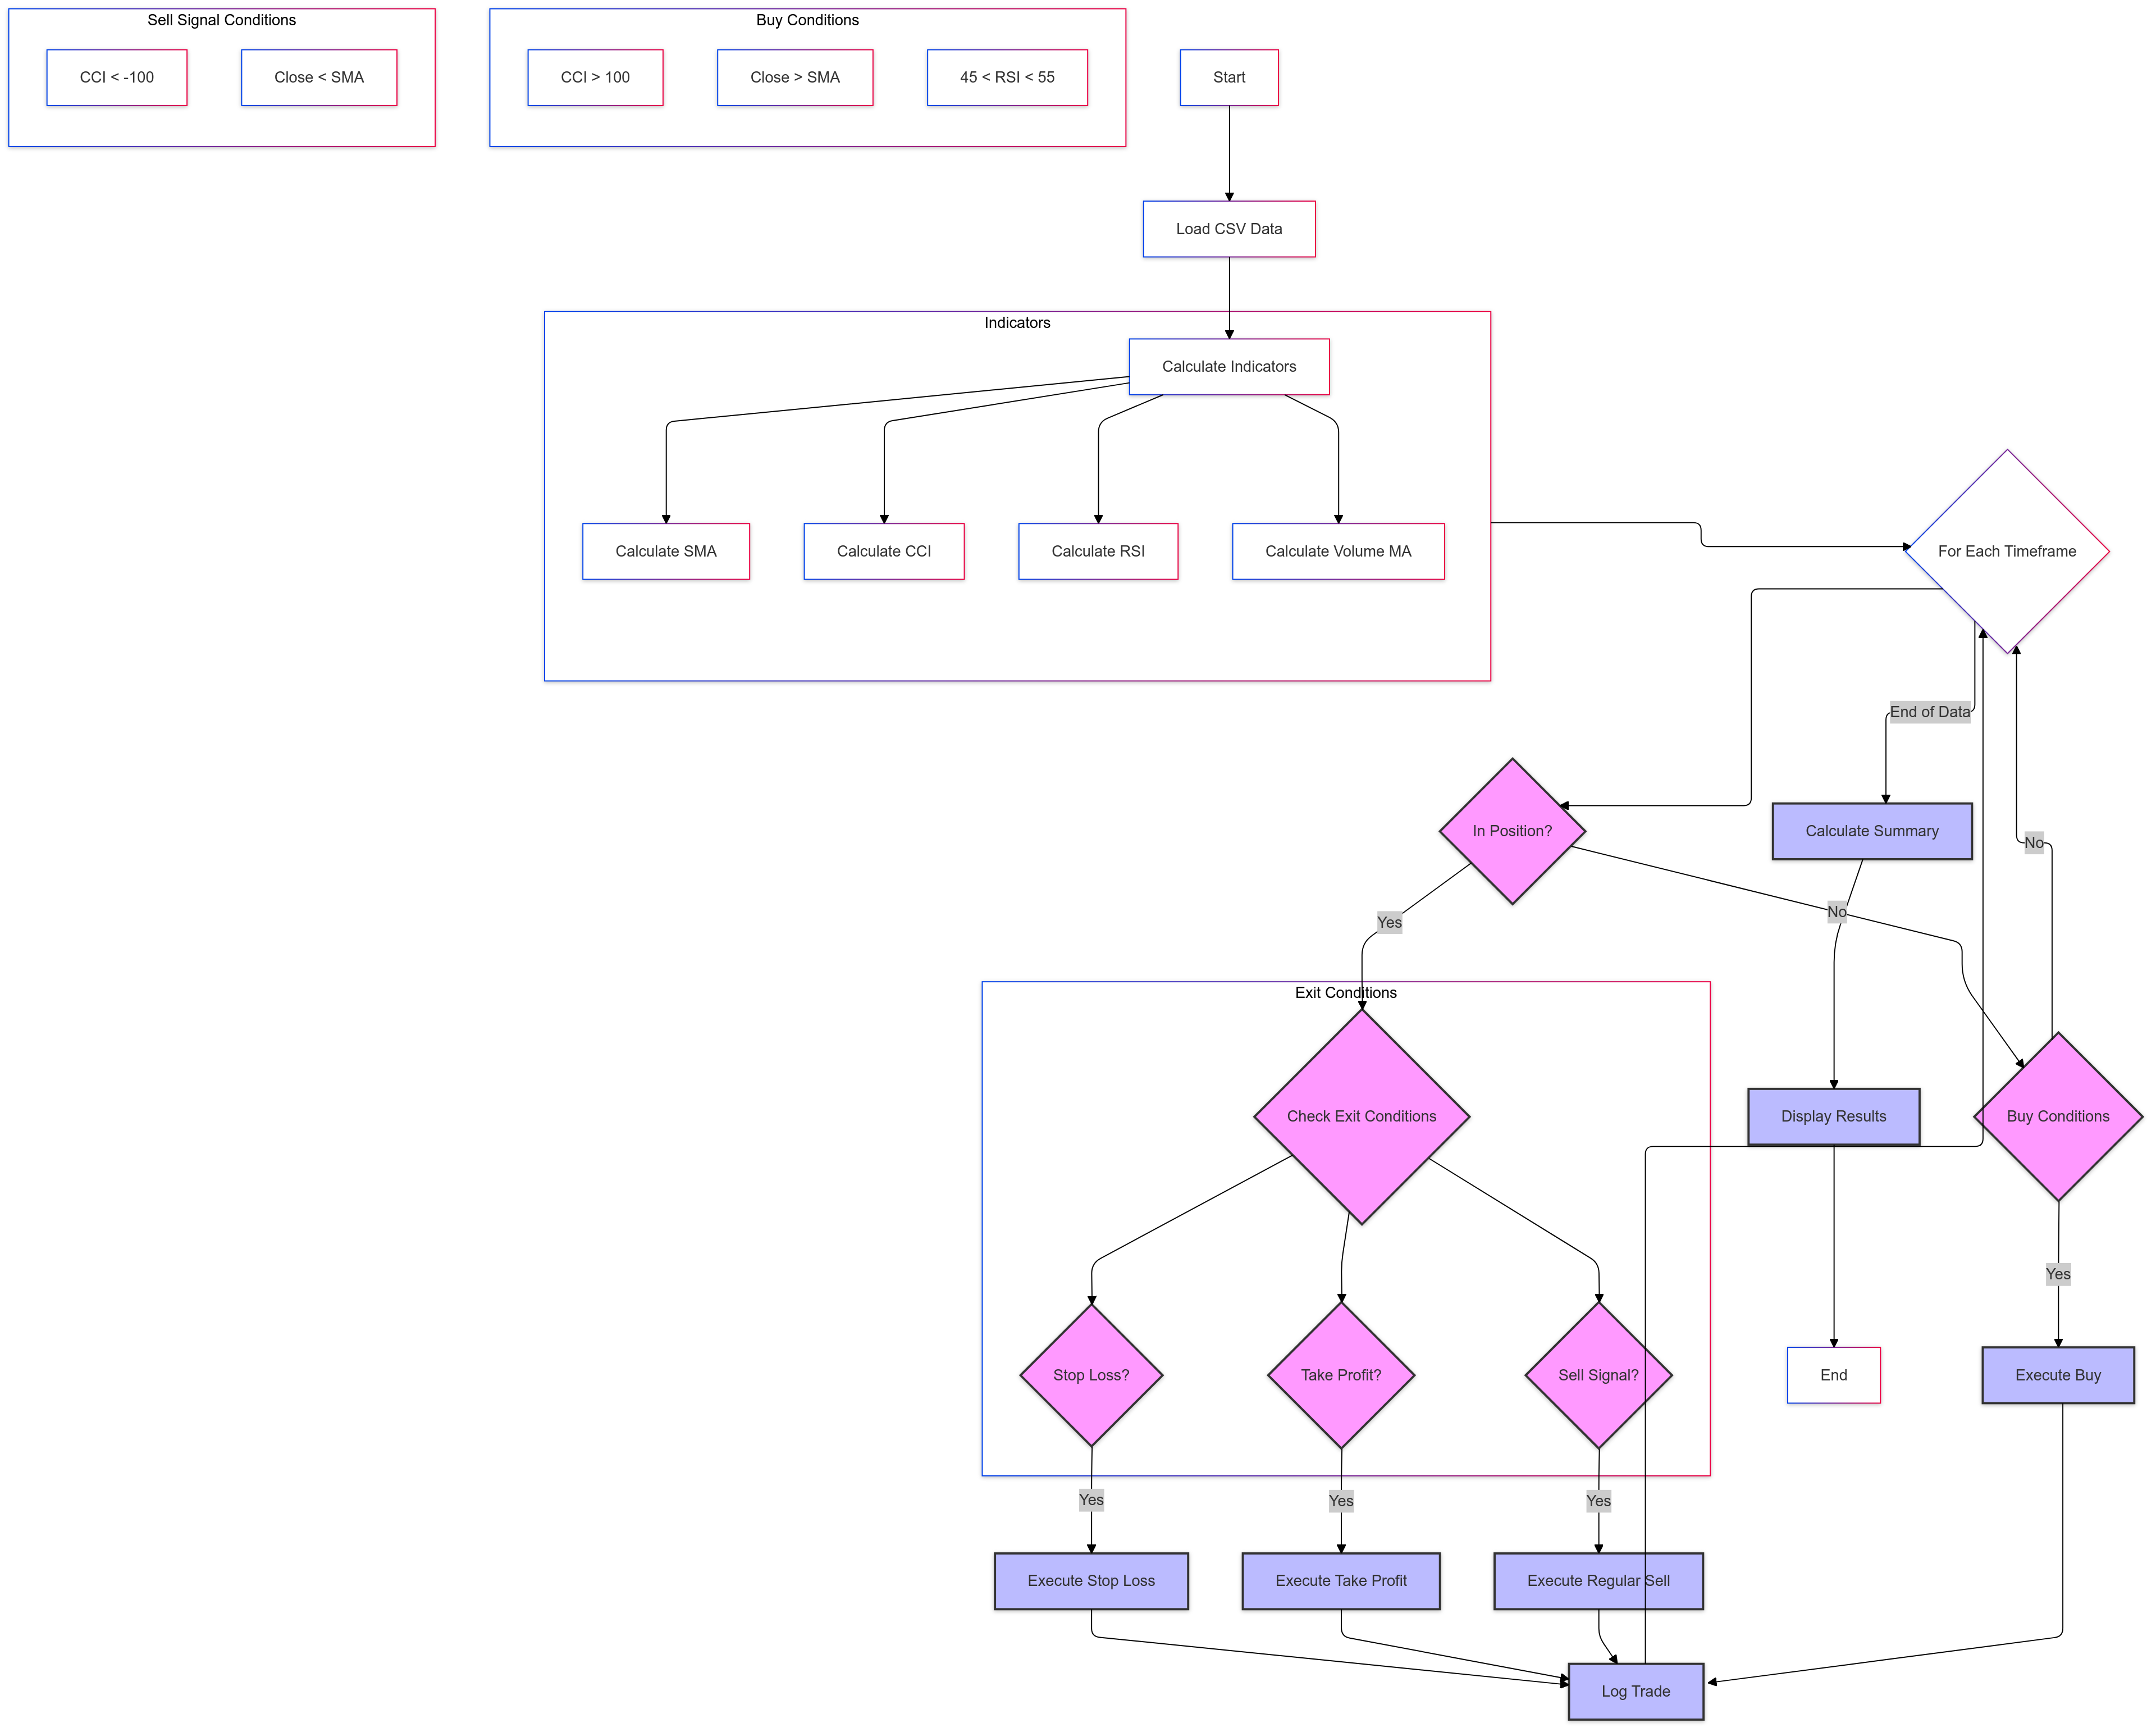 Sell Signal Conditions
CCI < -100
Close < SMA
Buy Conditions
CCI > 100
Close > SMA
45 < RSI < 55
Start
Load CSV Data
Indicators
Calculate Indicators
Calculate SMA
Calculate CCI
Calculate RSI
Calculate Volume MA
For Each Timeframe
End of Data
In Position?
Calculate Summary
No
Yes
No
Exit Conditions
Check Exit Conditions
Display Results
Buy Conditions
Yes
Stop Loss?
Take Profit?
Sell Signal?
End
Execute Buy
Yes
Yes
Yes
Execute Stop Loss
Execute Take Profit
Execute Regular Sell
Log Trade